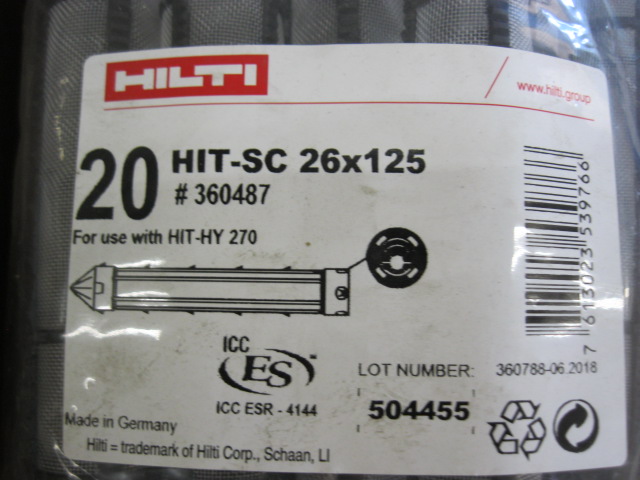 HILTI
www.hilti.group
20 HIT-SC 26x125
# 360487
For use with HIT-HY 270
7 613023 539766
ICC
ES
ICC ESR - 4144
LOT NUMBER: 360788-06.2018
504455
Made in Germany
Hilti = trademark of Hilti Corp., Schaan, LI